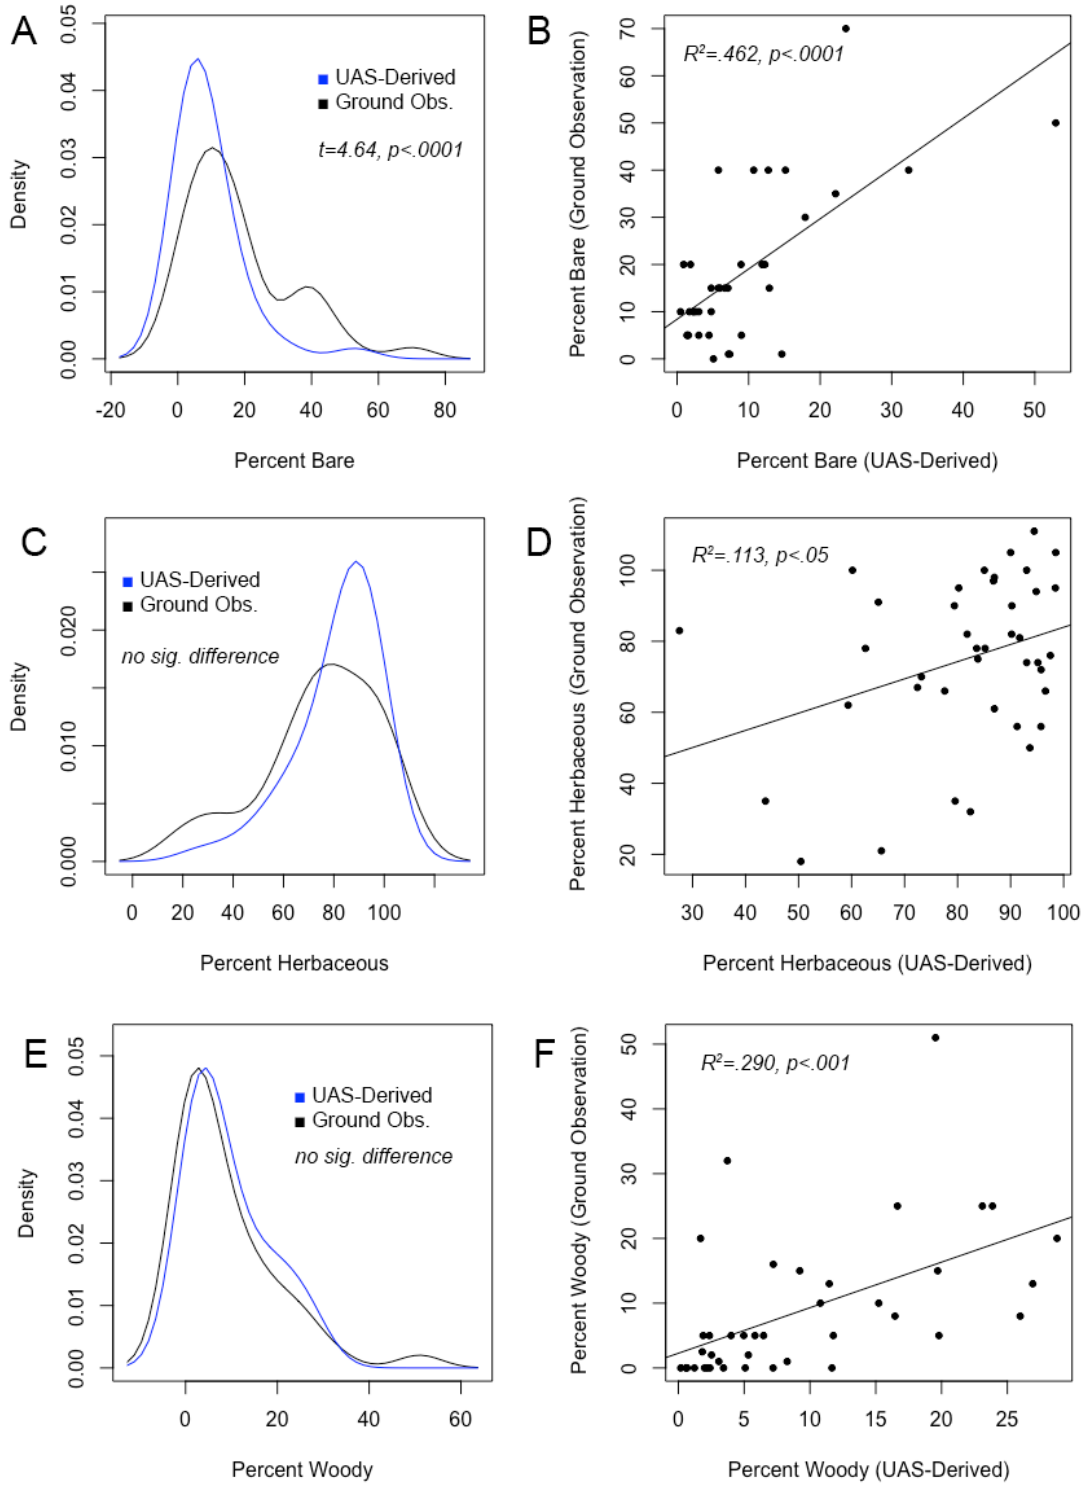 A
0.05
0.04
0.03
0.02
0.01
0.00
Density
UAS-Derived
Ground Obs.
t=4.64, p<.0001
-20 0 20 40 60 80
Percent Bare
B
70
60
50
40
30
20
10
0
Percent Bare (Ground Observation)
R²=.462, p<.0001
0 10 20 30 40 50
Percent Bare (UAS-Derived)
C
0.020
0.010
0.000
Density
UAS-Derived
Ground Obs.
no sig. difference
0 20 40 60 80 100
Percent Herbaceous
D
100
80
60
40
20
Percent Herbaceous (Ground Observation)
R²=.113, p<.05
30 40 50 60 70 80 90 100
Percent Herbaceous (UAS-Derived)
E
0.05
0.04
0.03
0.02
0.01
0.00
Density
UAS-Derived
Ground Obs.
no sig. difference
0 20 40 60
Percent Woody
F
50
40
30
20
10
0
Percent Woody (Ground Observation)
R²=.290, p<.001
0 5 10 15 20 25
Percent Woody (UAS-Derived)